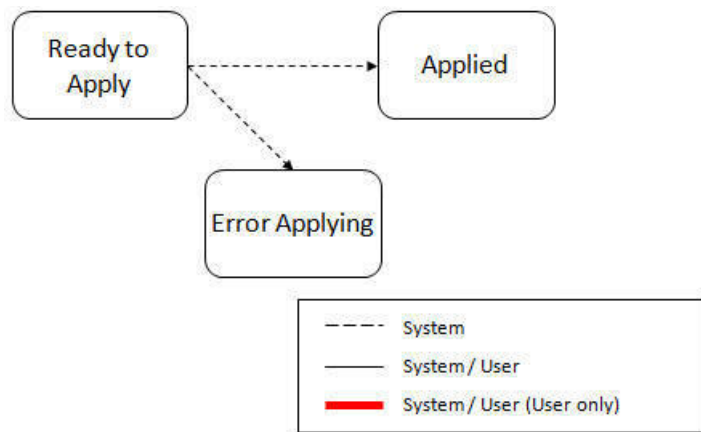 Ready to
Apply
Applied
Error Applying
System
System / User
System / User (User only)